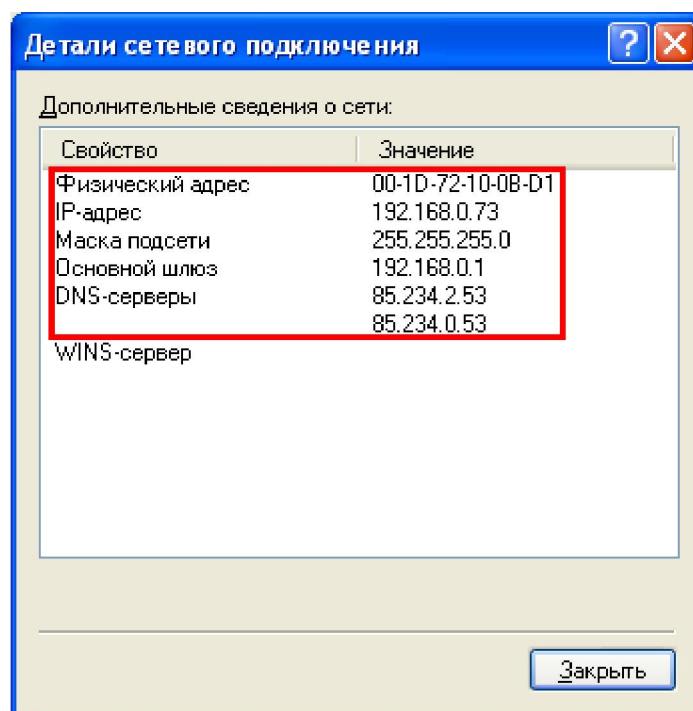 Детали сетевого подключения
Дополнительные сведения о сети:
Свойство Значение
Физический адрес 00-1D-72-10-0B-D1
IP-адрес 192.168.0.73
Маска подсети 255.255.255.0
Основной шлюз 192.168.0.1
DNS-серверы 85.234.2.53
85.234.0.53
WINS-сервер
Закрыть